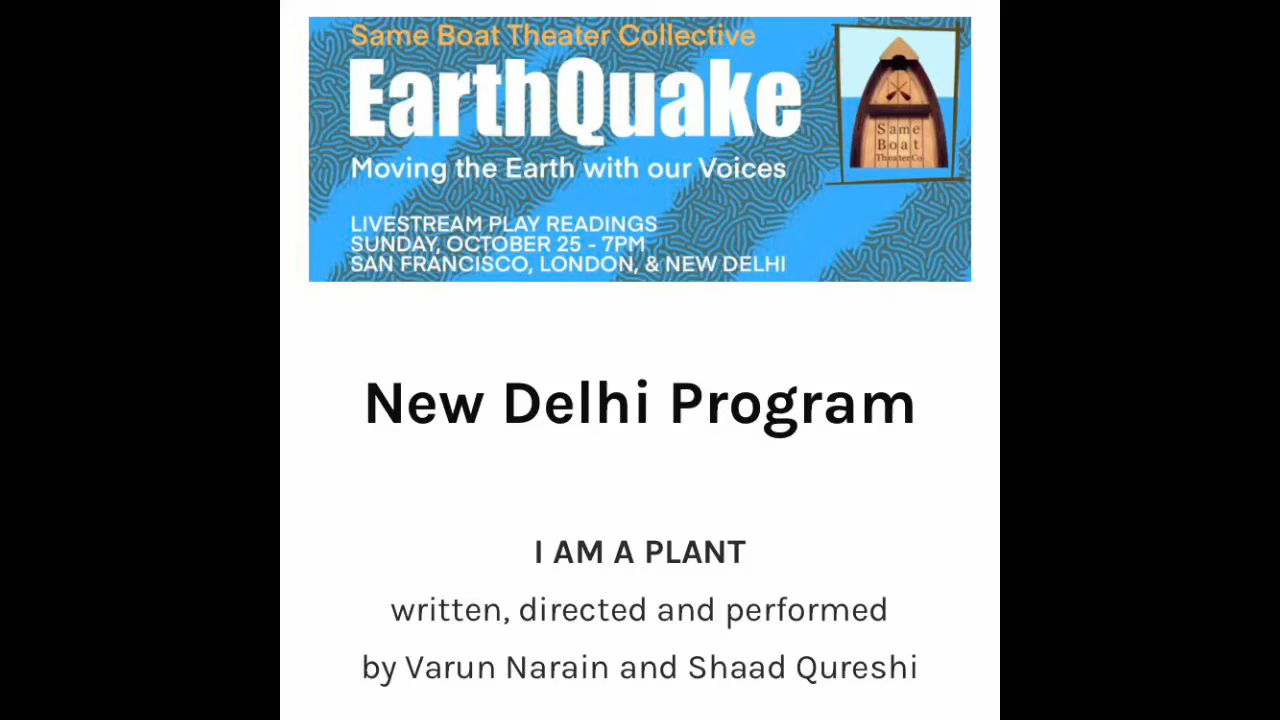 Same Boat Theater Collective
EarthQuake
Moving the Earth with our Voices
LIVESTREAM PLAY READINGS
SUNDAY, OCTOBER 25 - 7PM
SAN FRANCISCO, LONDON, & NEW DELHI
Same
Boat
TheaterCo
New Delhi Program
I AM A PLANT
written, directed and performed
by Varun Narain and Shaad Qureshi